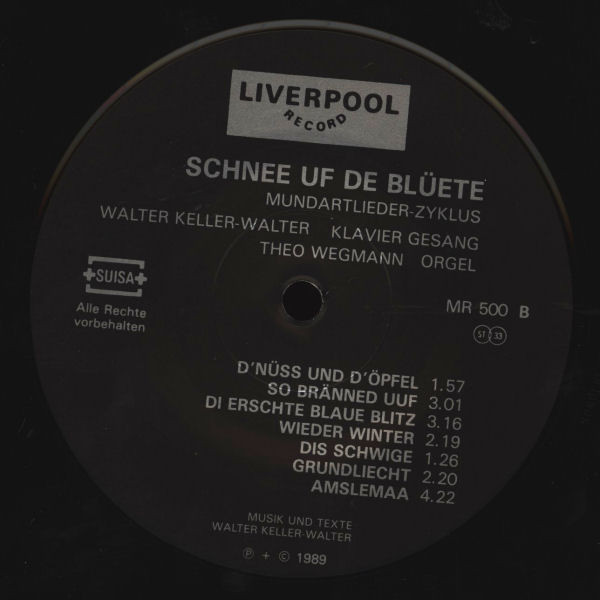 LIVERPOOL
RECORD
SCHNEE UF DE BLÜETE
MUNDARTLIEDER-ZYKLUS
WALTER KELLER-WALTER KLAVIER GESANG
THEO WEGMANN ORGEL
SUISA
Alle Rechte
vorbehalten
MR 500 B
ST 33
D'NÜSS UND D'ÖPFEL 1.57
SO BRÄNNED UUF 3.01
DI ERSCHTE BLAUE BLITZ 3.16
WIEDER WINTER 2.19
DIS SCHWIGE 1.26
GRUNDLIECHT 2.20
AMSLEMAA 4.22
MUSIK UND TEXTE
WALTER KELLER-WALTER
℗ + © 1989